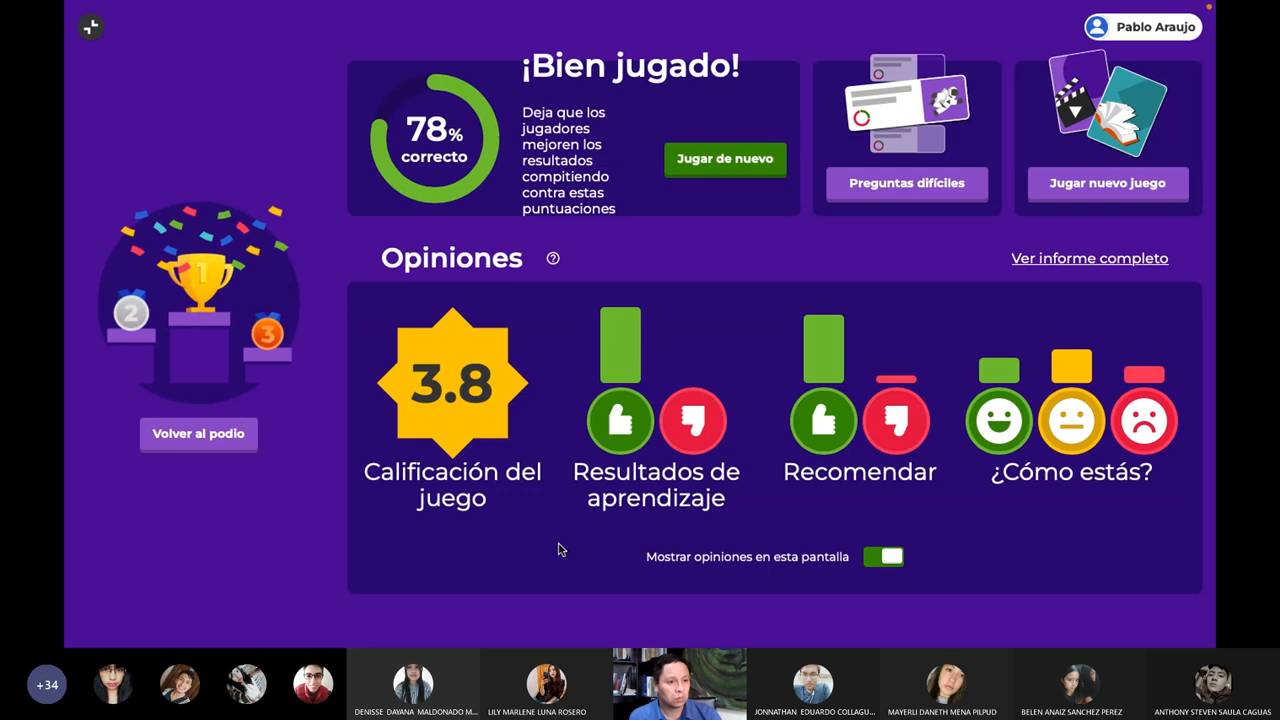 Pablo Araujo
¡Bien jugado!
78%
correcto
Deja que los
jugadores
mejoren los
resultados
compitiendo
contra estas
puntuaciones
Jugar de nuevo
Preguntas difíciles
Jugar nuevo juego
Opiniones ?
Ver informe completo
1
2
3
Volver al podio
3.8
Calificación del
juego
Resultados de
aprendizaje
Recomendar
¿Cómo estás?
Mostrar opiniones en esta pantalla
+34
DENISSE DAYANA MALDONADO M...
LILY MARLENE LUNA ROSERO
JONNATHAN EDUARDO COLLAGU...
MAYERLI DANETH MENA PILPUD
BELEN ANAIZ SANCHEZ PEREZ
ANTHONY STEVEN SAULA CAGUAS